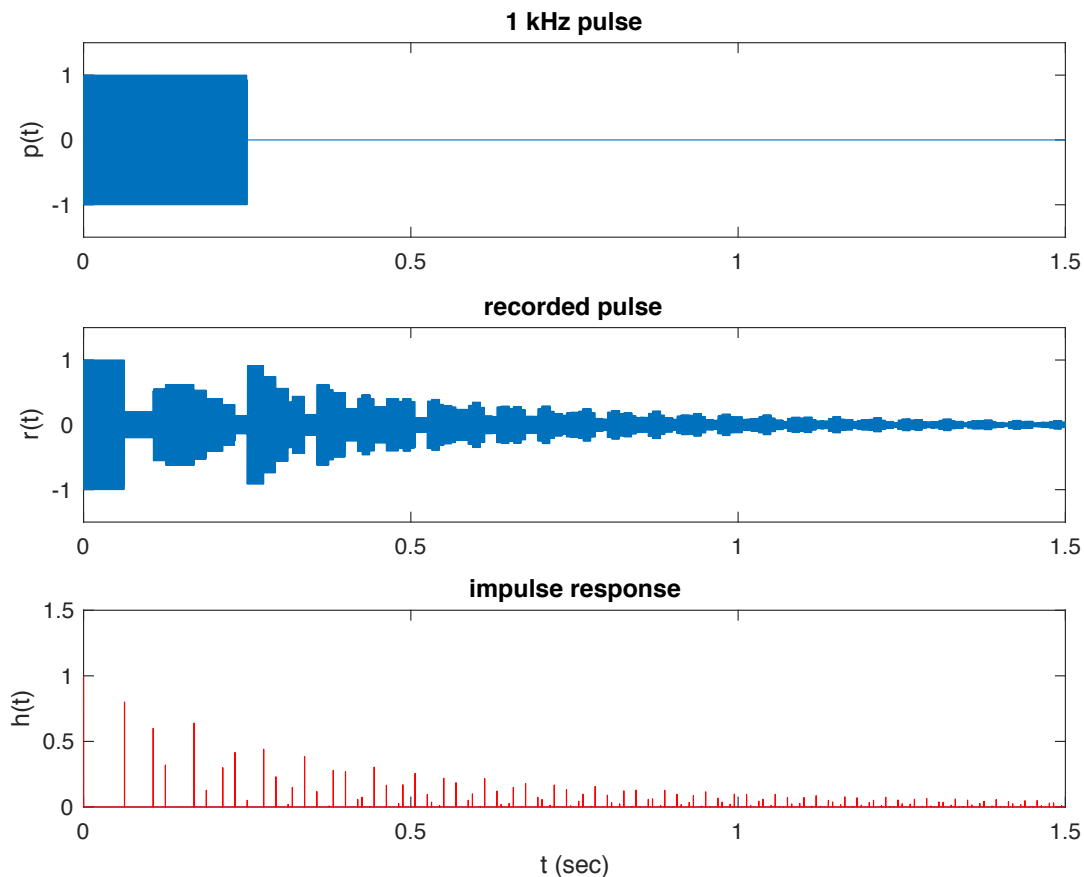 1 kHz pulse
1
0
-1
p(t)
0 0.5 1 1.5
recorded pulse
1
0
-1
r(t)
0 0.5 1 1.5
impulse response
1.5
1
0.5
0
h(t)
0 0.5 1 1.5
t (sec)